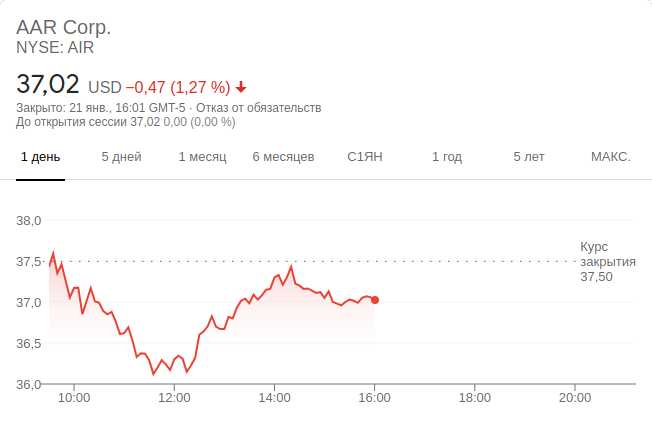 AAR Corp.
NYSE: AIR
37,02 USD −0,47 (1,27 %)
Закрыто: 21 янв., 16:01 GMT-5 · Отказ от обязательств
До открытия сессии 37,02 0,00 (0,00 %)
1 день 5 дней 1 месяц 6 месяцев С1ЯН 1 год 5 лет МАКС.
38,0
37,5
37,0
36,5
36,0
Курс
закрытия
37,50
10:00 12:00 14:00 16:00 18:00 20:00